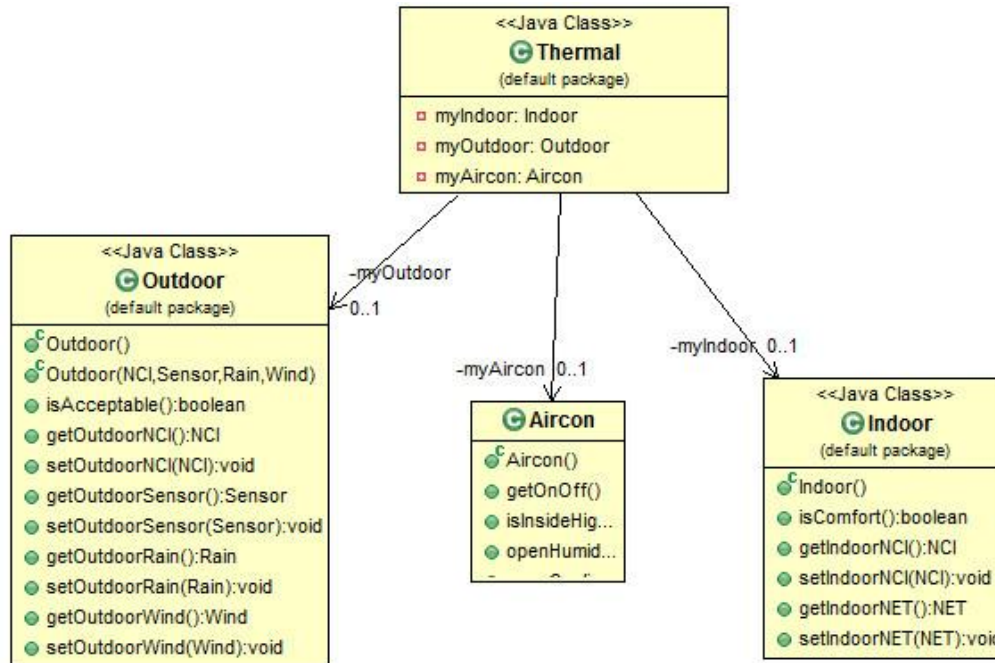 <<Java Class>>
Thermal
(default package)
myIndoor: Indoor
myOutdoor: Outdoor
myAircon: Aircon
-myOutdoor
0..1
-myAircon 0..1
-myIndoor 0..1
<<Java Class>>
Outdoor
(default package)
Outdoor()
Outdoor(NCI,Sensor,Rain,Wind)
isAcceptable():boolean
getOutdoorNCI():NCI
setOutdoorNCI(NCI):void
getOutdoorSensor():Sensor
setOutdoorSensor(Sensor):void
getOutdoorRain():Rain
setOutdoorRain(Rain):void
getOutdoorWind():Wind
setOutdoorWind(Wind):void
Aircon
Aircon()
getOnOff()
isInsideHig...
openHumid...
<<Java Class>>
Indoor
(default package)
Indoor()
isComfort():boolean
getIndoorNCI():NCI
setIndoorNCI(NCI):void
getIndoorNET():NET
setIndoorNET(NET):void